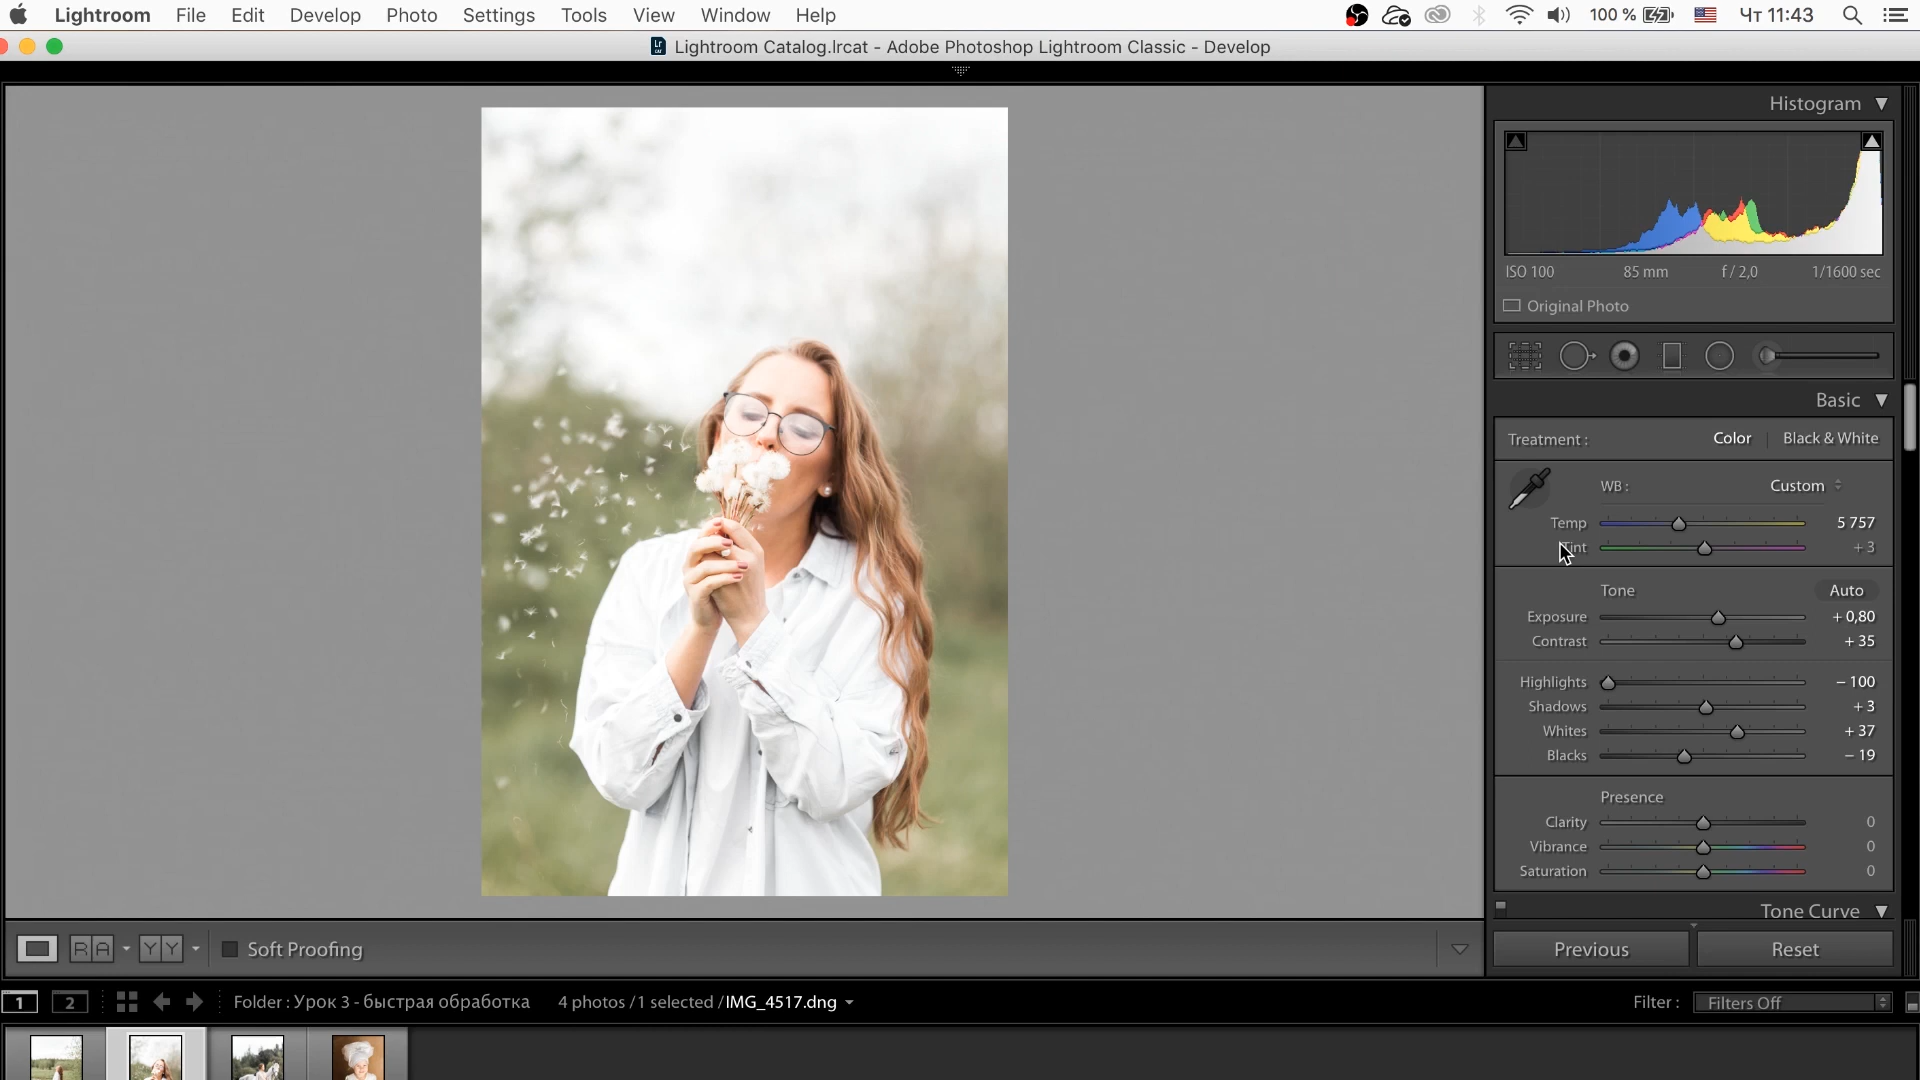 Lightroom File Edit Develop Photo Settings Tools View Window Help 100 % Чт 11:43
Lightroom Catalog.lrcat - Adobe Photoshop Lightroom Classic - Develop
Histogram
ISO 100 85 mm f / 2,0 1/1600 sec
Original Photo
Basic
Treatment : Color Black & White
WB : Custom
Temp 5 757
Tint + 3
Tone Auto
Exposure + 0,80
Contrast + 35
Highlights − 100
Shadows + 3
Whites + 37
Blacks − 19
Presence
Clarity 0
Vibrance 0
Saturation 0
Tone Curve
R A Y Y Soft Proofing Previous Reset
1 2 Folder : Урок 3 - быстрая обработка 4 photos / 1 selected / IMG_4517.dng Filter : Filters Off